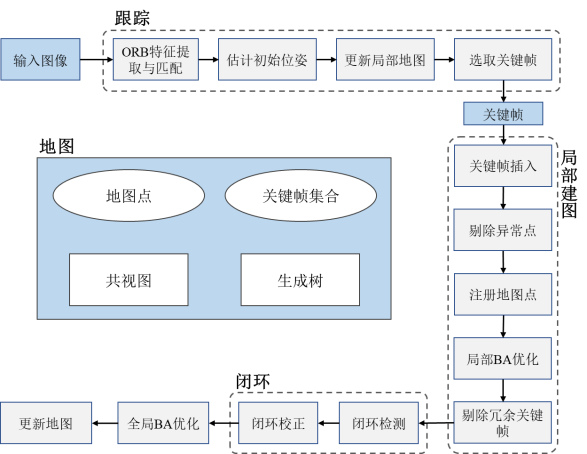 跟踪
输入图像
ORB特征提
取与匹配
估计初始位姿
更新局部地图
选取关键帧
关键帧
局部建图
关键帧插入
剔除异常点
注册地图点
局部BA优化
剔除冗余关键
帧
地图
地图点
关键帧集合
共视图
生成树
闭环
闭环检测
闭环校正
全局BA优化
更新地图